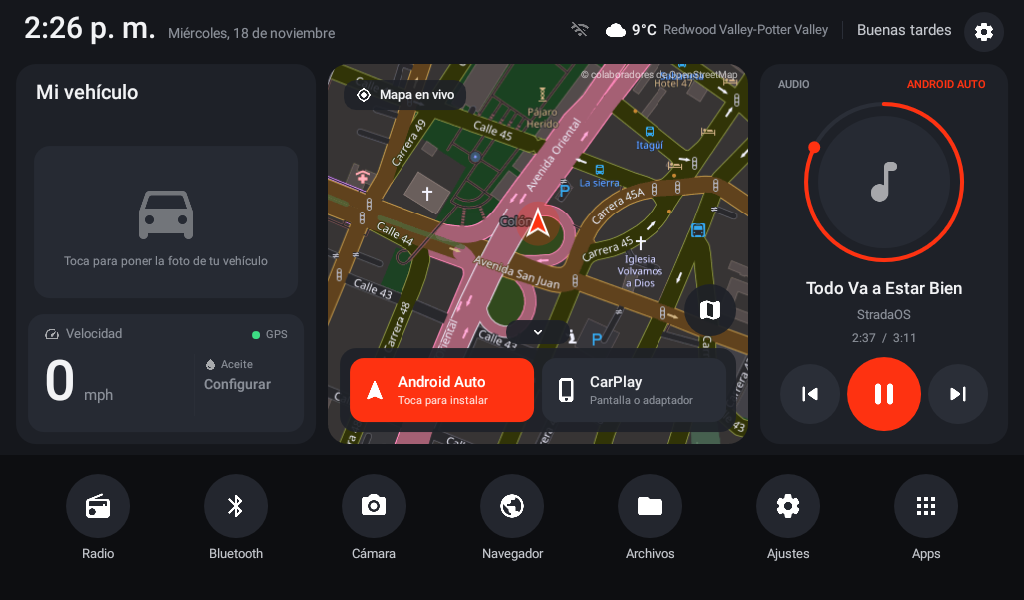 2:26 p. m.
Miércoles, 18 de noviembre
9°C
Redwood Valley-Potter Valley
Buenas tardes
Mi vehículo
Toca para poner la foto de tu vehículo
Velocidad
GPS
0
mph
Aceite
Configurar
© colaboradores de OpenStreetMap
Mapa en vivo
Hotel 47
Pájaro
Herido
Calle 45
Carrera 49
Avenida Oriental
Itagüí
La sierra
P
Carrera 45A
Calle 44
Carrera 45
Iglesia
Volvamos
a Dios
Avenida San Juan
Calle 43
Carrera 48
P
Android Auto
Toca para instalar
CarPlay
Pantalla o adaptador
AUDIO
ANDROID AUTO
Todo Va a Estar Bien
StradaOS
2:37 / 3:11
Radio
Bluetooth
Cámara
Navegador
Archivos
Ajustes
Apps